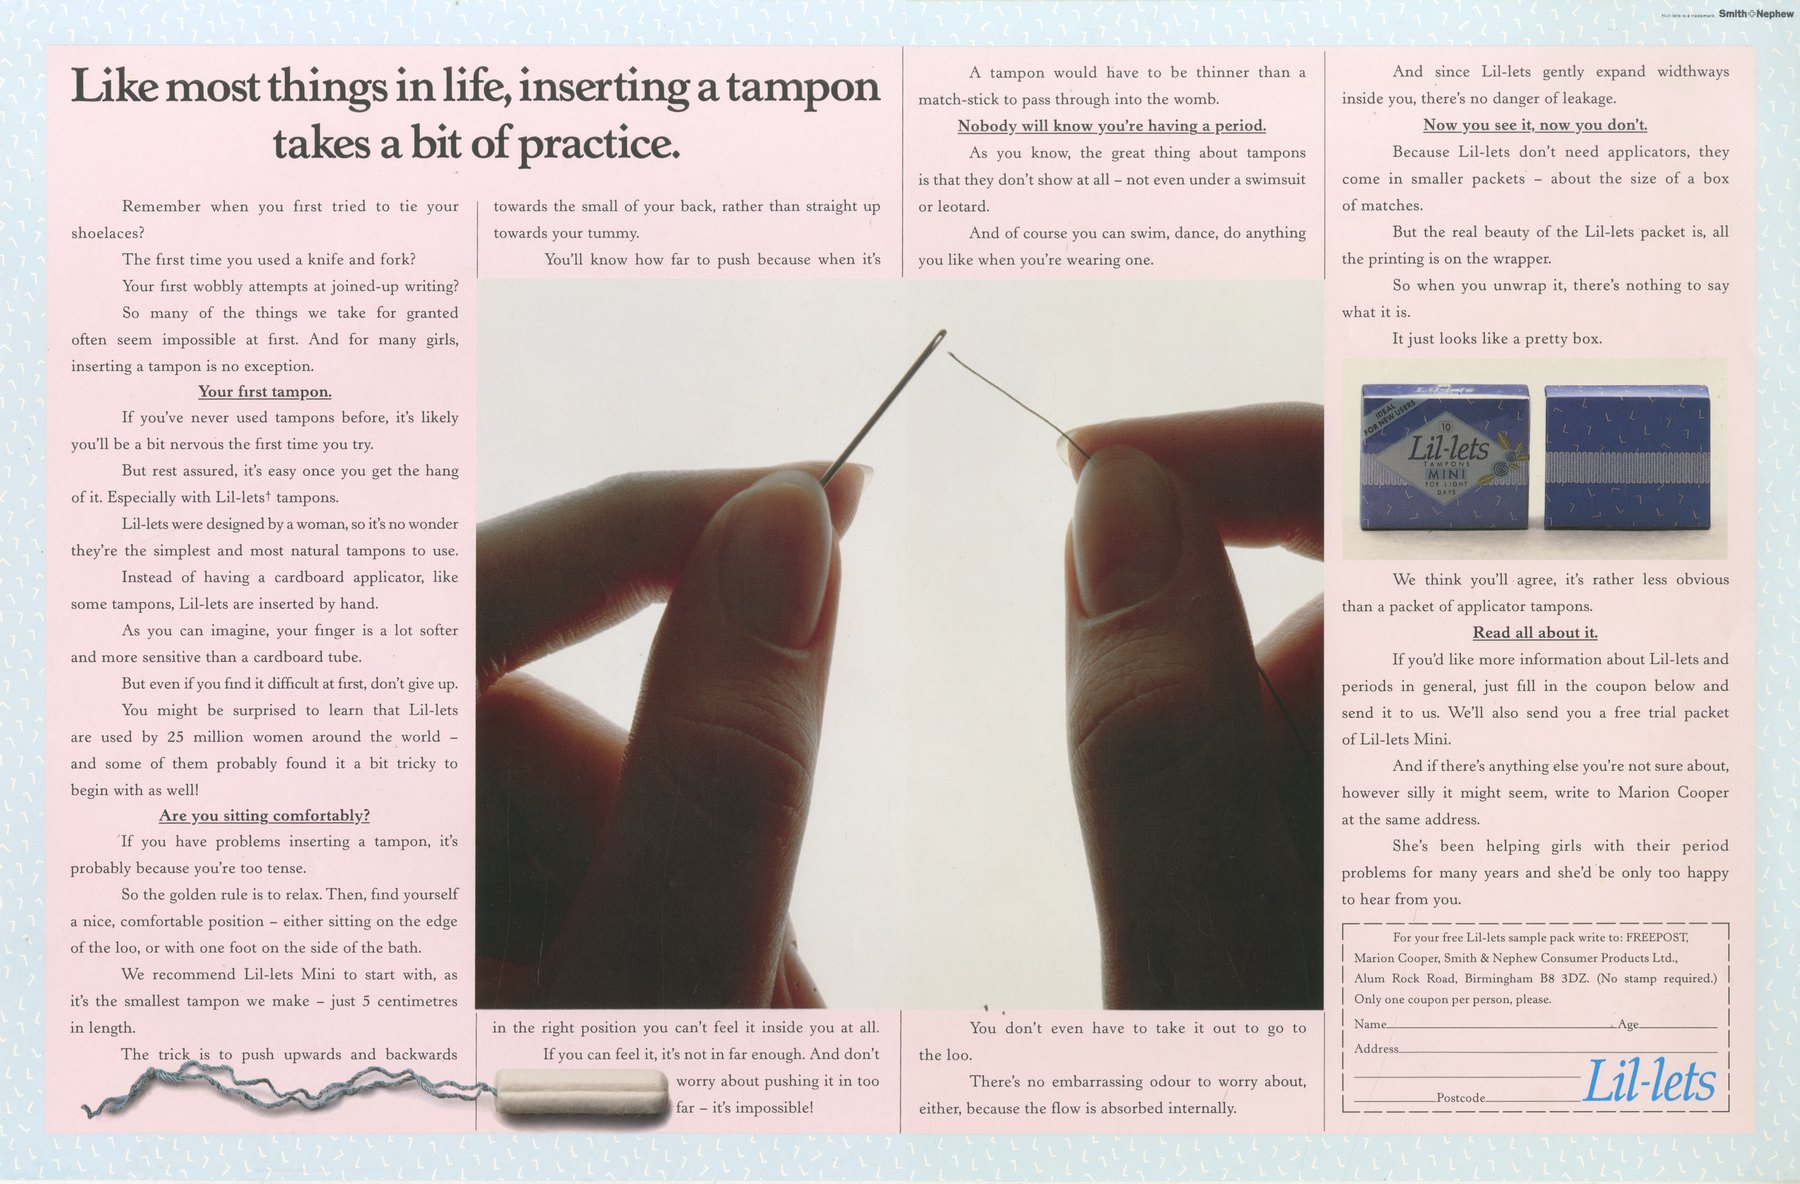 †Lil-lets is a trademark Smith+Nephew
Like most things in life, inserting a tampon
takes a bit of practice.
Remember when you first tried to tie your
shoelaces?
The first time you used a knife and fork?
Your first wobbly attempts at joined-up writing?
So many of the things we take for granted
often seem impossible at first. And for many girls,
inserting a tampon is no exception.
Your first tampon.
If you've never used tampons before, it's likely
you'll be a bit nervous the first time you try.
But rest assured, it's easy once you get the hang
of it. Especially with Lil-lets† tampons.
Lil-lets were designed by a woman, so it's no wonder
they're the simplest and most natural tampons to use.
Instead of having a cardboard applicator, like
some tampons, Lil-lets are inserted by hand.
As you can imagine, your finger is a lot softer
and more sensitive than a cardboard tube.
But even if you find it difficult at first, don't give up.
You might be surprised to learn that Lil-lets
are used by 25 million women around the world –
and some of them probably found it a bit tricky to
begin with as well!
Are you sitting comfortably?
If you have problems inserting a tampon, it's
probably because you're too tense.
So the golden rule is to relax. Then, find yourself
a nice, comfortable position – either sitting on the edge
of the loo, or with one foot on the side of the bath.
We recommend Lil-lets Mini to start with, as
it's the smallest tampon we make – just 5 centimetres
in length.
The trick is to push upwards and backwards
towards the small of your back, rather than straight up
towards your tummy.
You'll know how far to push because when it's
in the right position you can't feel it inside you at all.
If you can feel it, it's not in far enough. And don't
worry about pushing it in too
far – it's impossible!
A tampon would have to be thinner than a
match-stick to pass through into the womb.
Nobody will know you're having a period.
As you know, the great thing about tampons
is that they don't show at all – not even under a swimsuit
or leotard.
And of course you can swim, dance, do anything
you like when you're wearing one.
You don't even have to take it out to go to
the loo.
There's no embarrassing odour to worry about,
either, because the flow is absorbed internally.
And since Lil-lets gently expand widthways
inside you, there's no danger of leakage.
Now you see it, now you don't.
Because Lil-lets don't need applicators, they
come in smaller packets – about the size of a box
of matches.
But the real beauty of the Lil-lets packet is, all
the printing is on the wrapper.
So when you unwrap it, there's nothing to say
what it is.
It just looks like a pretty box.
IDEAL
FOR NEW USERS
10
Lil-lets
TAMPONS
MINI
FOR LIGHT
DAYS
We think you'll agree, it's rather less obvious
than a packet of applicator tampons.
Read all about it.
If you'd like more information about Lil-lets and
periods in general, just fill in the coupon below and
send it to us. We'll also send you a free trial packet
of Lil-lets Mini.
And if there's anything else you're not sure about,
however silly it might seem, write to Marion Cooper
at the same address.
She's been helping girls with their period
problems for many years and she'd be only too happy
to hear from you.
For your free Lil-lets sample pack write to: FREEPOST,
Marion Cooper, Smith & Nephew Consumer Products Ltd.,
Alum Rock Road, Birmingham B8 3DZ. (No stamp required.)
Only one coupon per person, please.
Name Age
Address
Postcode
Lil-lets